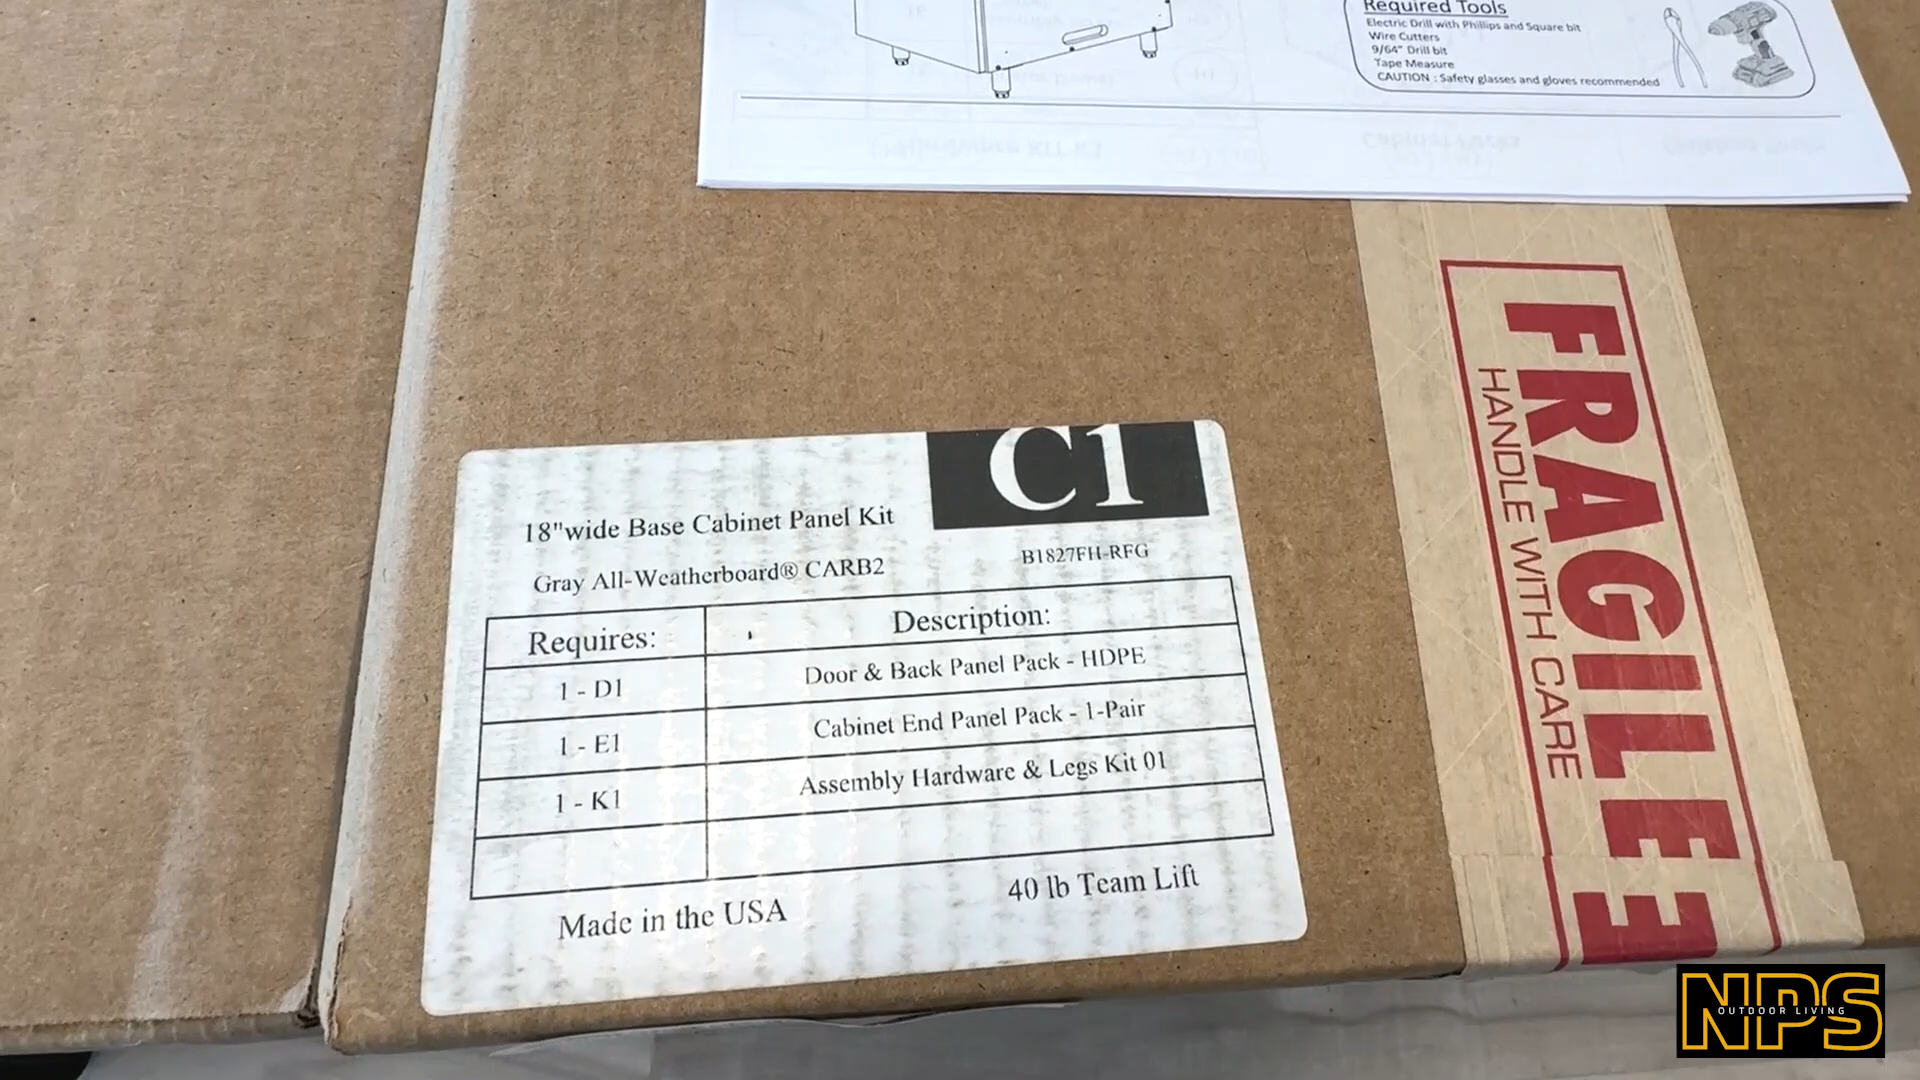 Required Tools
Electric Drill with Phillips and Square bit
Wire Cutters
9/64" Drill bit
Tape Measure
CAUTION : Safety glasses and gloves recommended
C1
18"wide Base Cabinet Panel Kit
Gray All-Weatherboard® CARB2
B1827FH-RFG
Requires: Description:
1 - D1 Door & Back Panel Pack - HDPE
1 - E1 Cabinet End Panel Pack - 1-Pair
1 - K1 Assembly Hardware & Legs Kit 01
Made in the USA
40 lb Team Lift
FRAGILE
HANDLE WITH CARE
NPS
OUTDOOR LIVING